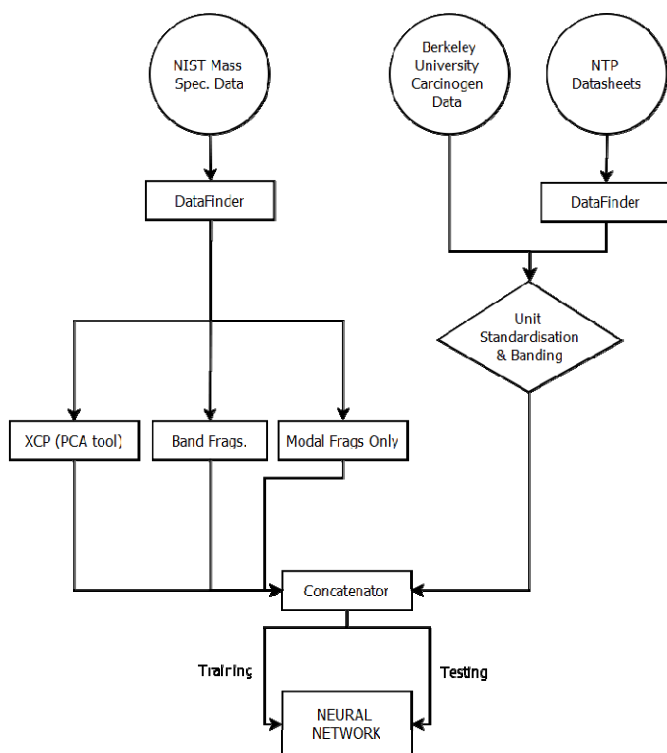 NIST Mass
Spec. Data
Berkeley
University
Carcinogen
Data
NTP
Datasheets
DataFinder
DataFinder
Unit
Standardisation
& Banding
XCP (PCA tool)
Band Frags.
Modal Frags Only
Concatenator
Training
Testing
NEURAL
NETWORK